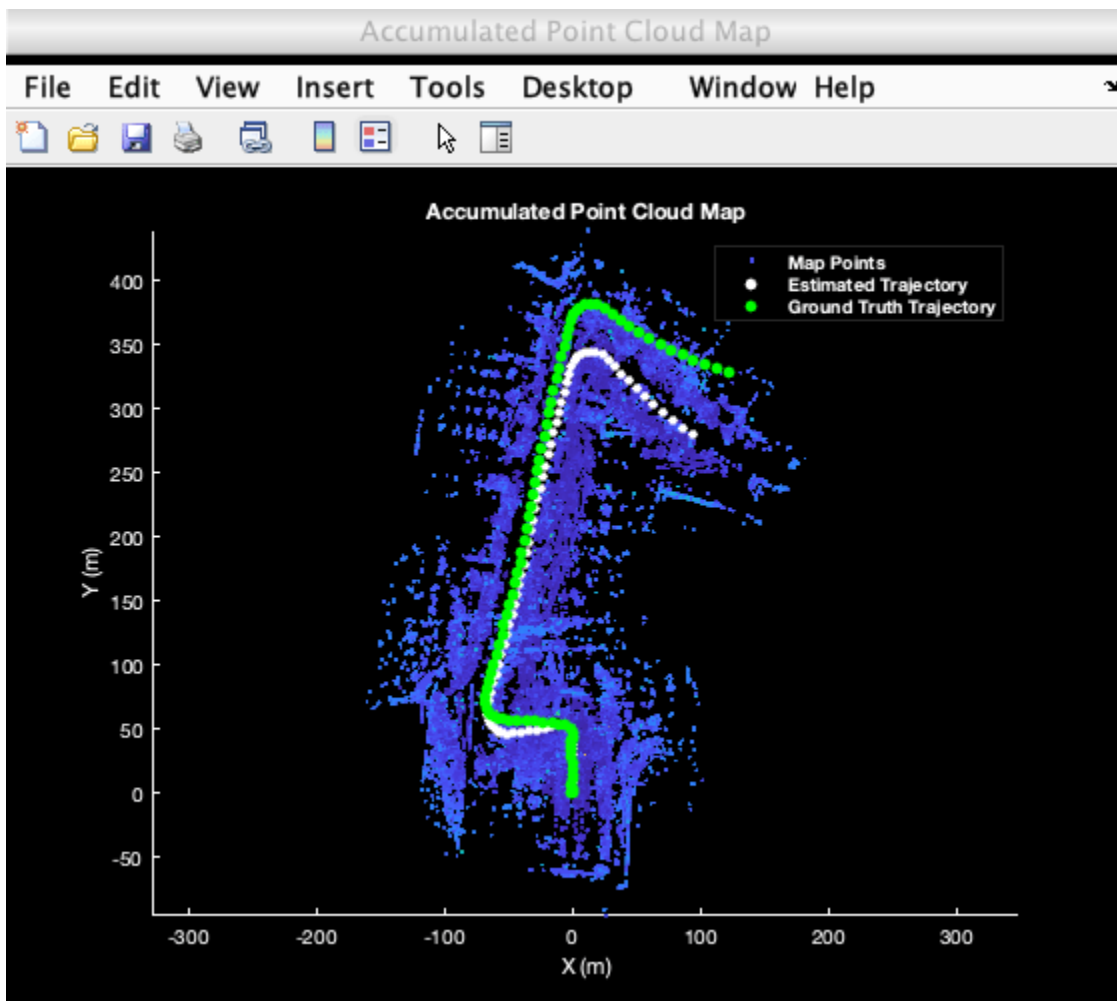 Accumulated Point Cloud Map
File Edit View Insert Tools Desktop Window Help
Accumulated Point Cloud Map
Map Points
Estimated Trajectory
Ground Truth Trajectory
400
350
300
250
200
150
100
50
0
-50
Y (m)
-300 -200 -100 0 100 200 300
X (m)